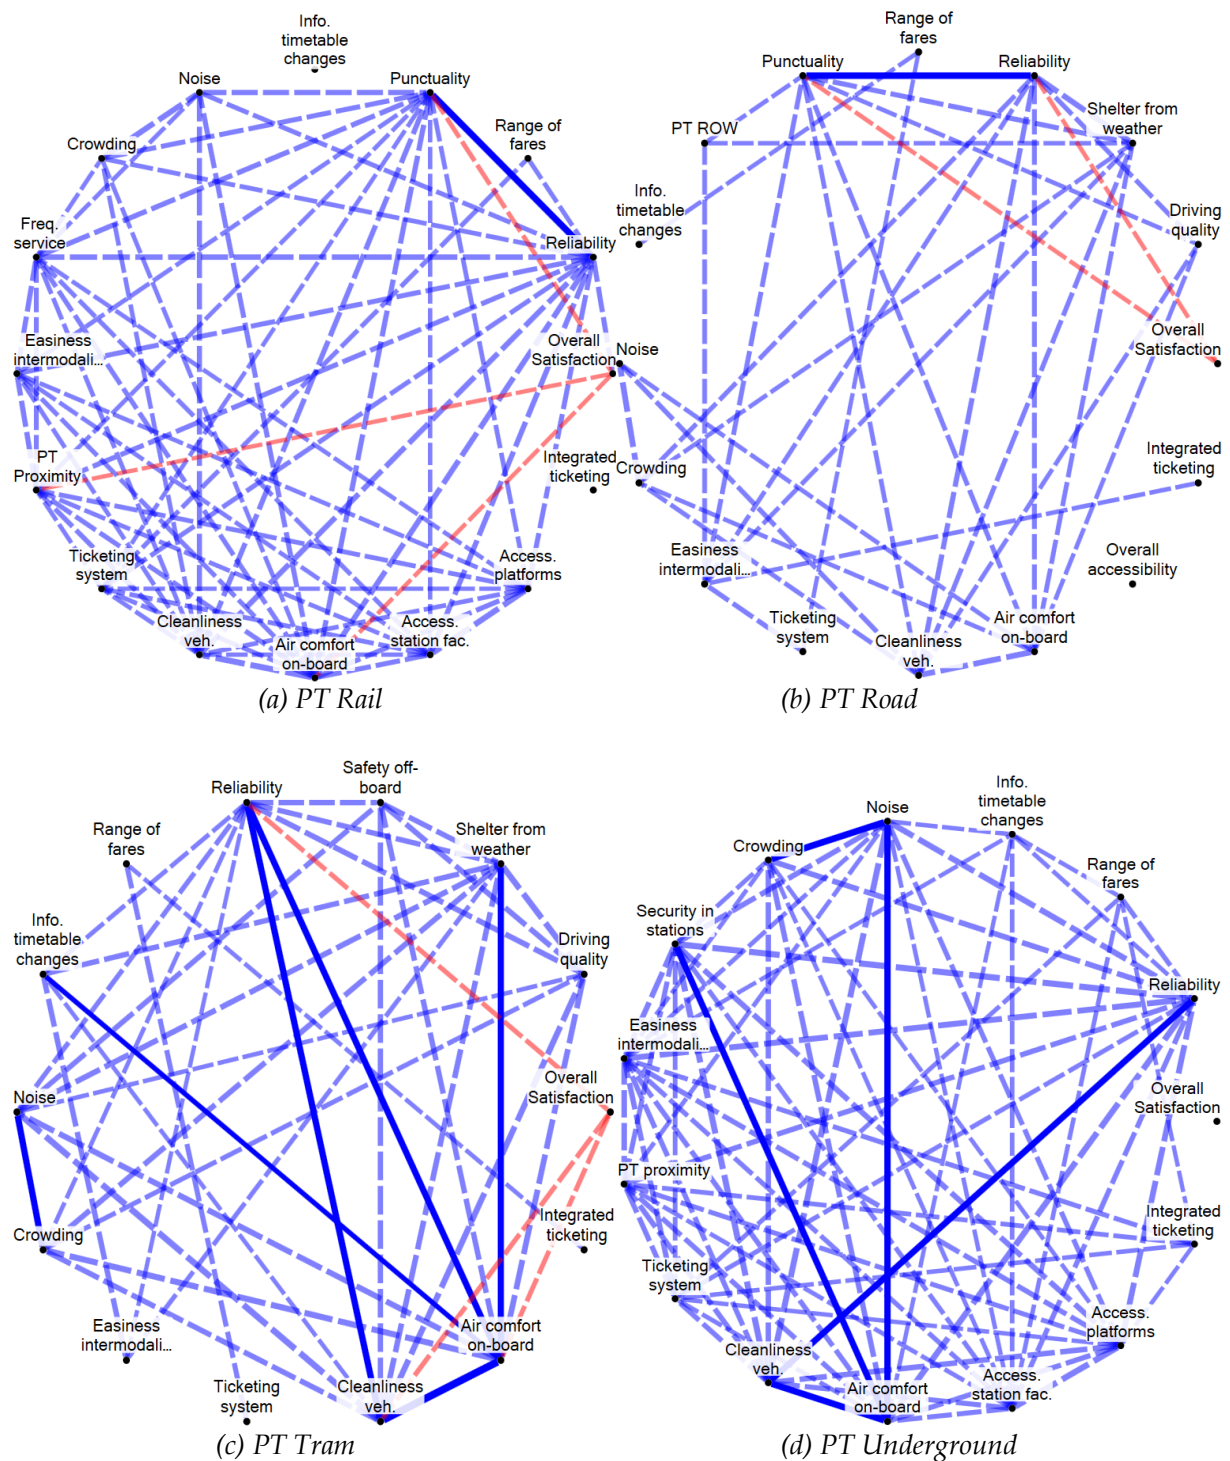 Info.
timetable
changes
Noise
Punctuality
Crowding
Range of
fares
Freq.
service
Reliability
Easiness
intermodali...
Overall
Satisfaction
PT
Proximity
Integrated
ticketing
Ticketing
system
Access.
platforms
Cleanliness
veh.
Air comfort
on-board
Access.
station fac.
(a) PT Rail
Range of
fares
Punctuality
Reliability
PT ROW
Shelter from
weather
Info.
timetable
changes
Driving
quality
Noise
Overall
Satisfaction
Crowding
Integrated
ticketing
Easiness
intermodali...
Overall
accessibility
Ticketing
system
Cleanliness
veh.
Air comfort
on-board
(b) PT Road
Safety off-
board
Reliability
Range of
fares
Shelter from
weather
Info.
timetable
changes
Driving
quality
Noise
Overall
Satisfaction
Crowding
Integrated
ticketing
Easiness
intermodali...
Air comfort
on-board
Ticketing
system
Cleanliness
veh.
(c) PT Tram
Noise
Info.
timetable
changes
Crowding
Range of
fares
Security in
stations
Reliability
Easiness
intermodali...
Overall
Satisfaction
PT proximity
Integrated
ticketing
Ticketing
system
Access.
platforms
Cleanliness
veh.
Air comfort
on-board
Access.
station fac.
(d) PT Underground